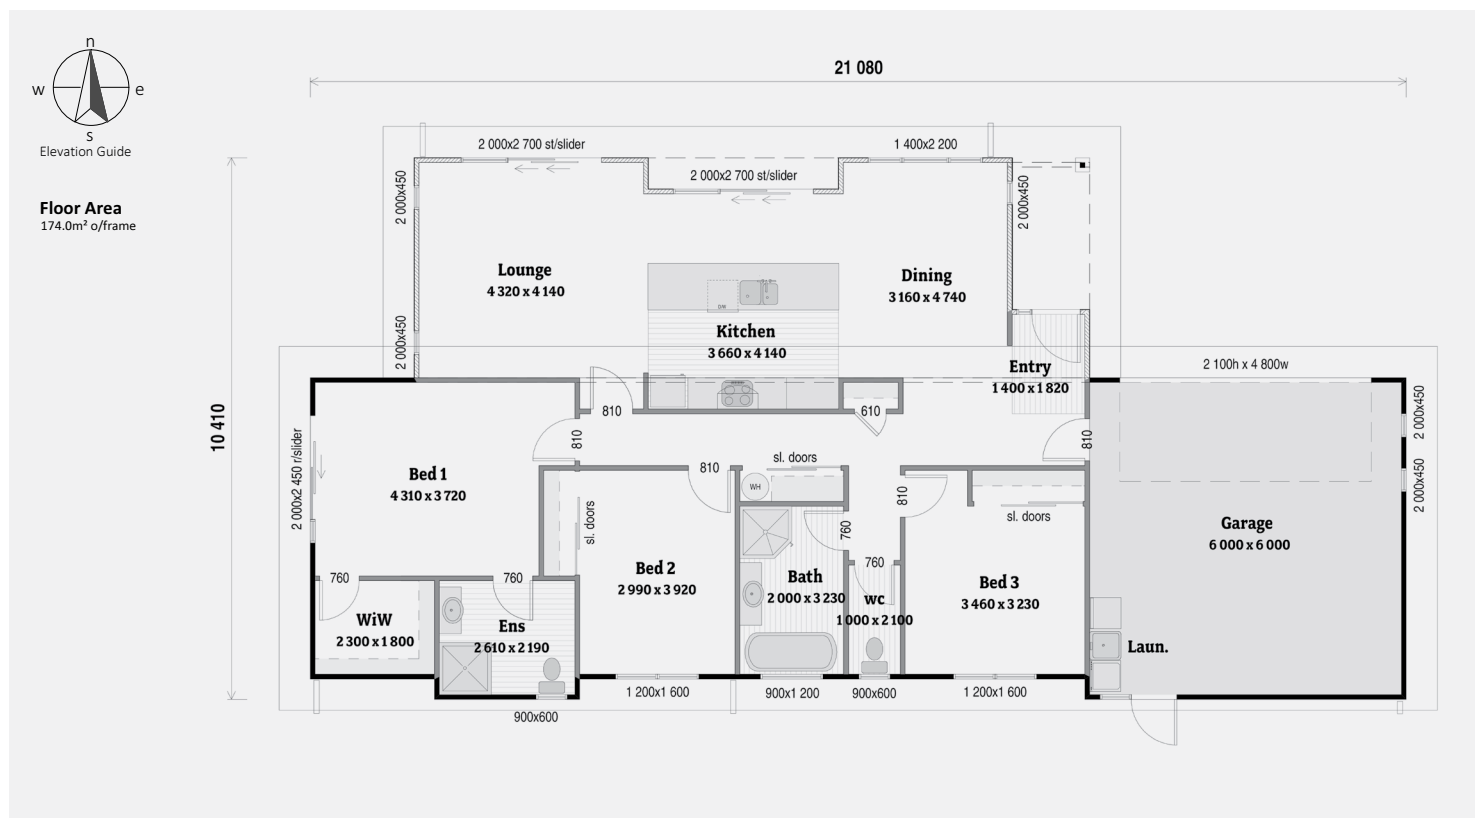 n
w
e
s
Elevation Guide
Floor Area
174.0m² o/frame
21 080
10 410
2 000x2 700 st/slider
1 400x2 200
2 000x2 700 st/slider
2 000x450
2 000x450
2 000x450
Lounge
4 320 x 4 140
Dining
3 160 x 4 740
D/W
Kitchen
3 660 x 4 140
Entry
1 400 x 1 820
2 100h x 4 800w
810
610
810
810
2 000x450
2 000x450
2 000x2 450 r/slider
Bed 1
4 310 x 3 720
810
sl. doors
WH
810
sl. doors
sl. doors
Garage
6 000 x 6 000
760
760
760
760
Bed 2
2 990 x 3 920
Bath
2 000 x 3 230
wc
1 000 x 2 100
Bed 3
3 460 x 3 230
WiW
2 300 x 1 800
Ens
2 610 x 2 190
Laun.
1 200x1 600
900x1 200
900x600
1 200x1 600
900x600